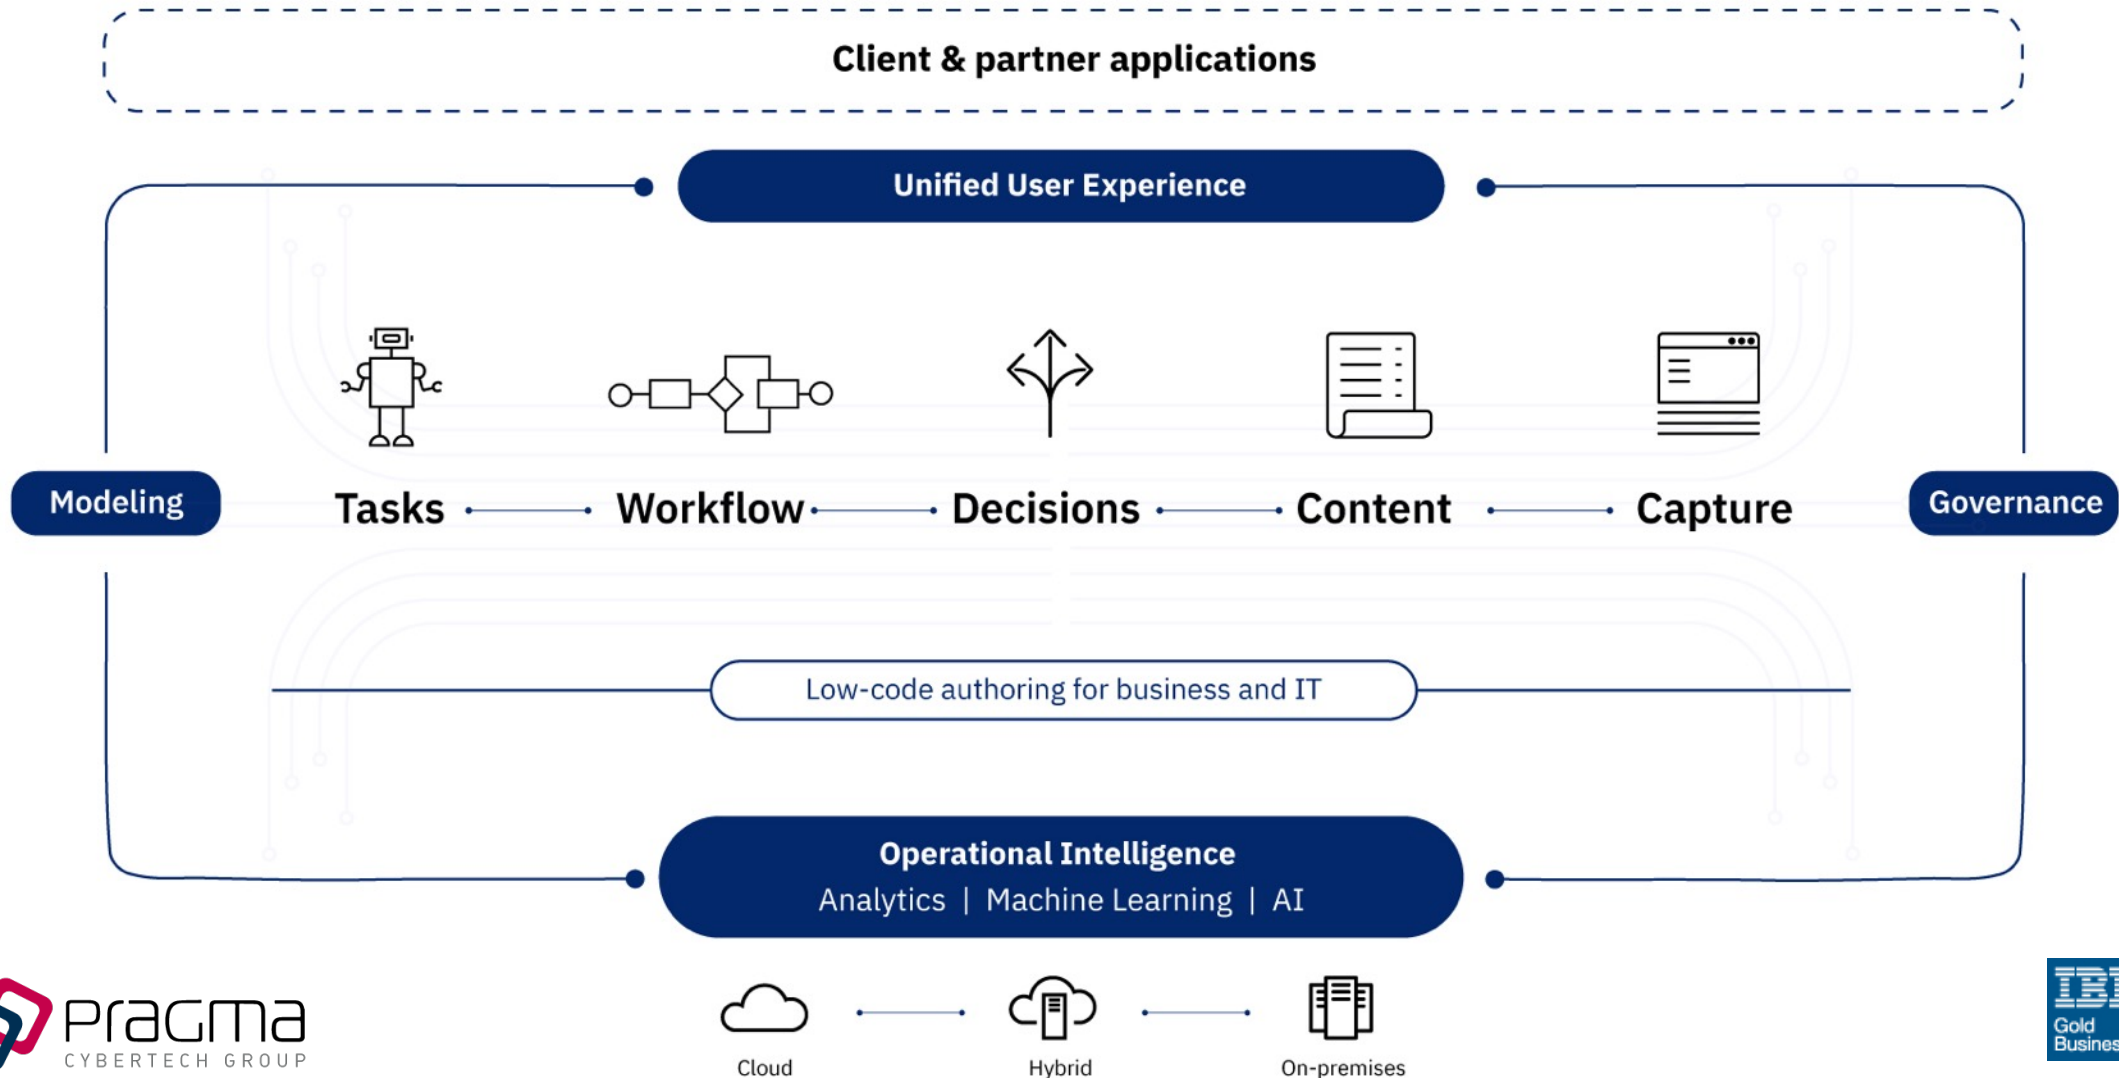 Client & partner applications
Unified User Experience
Modeling
Tasks
Workflow
Decisions
Content
Capture
Governance
Low-code authoring for business and IT
Operational Intelligence
Analytics | Machine Learning | AI
Cloud
Hybrid
On-premises
PraGma
CYBERTECH GROUP
Gold